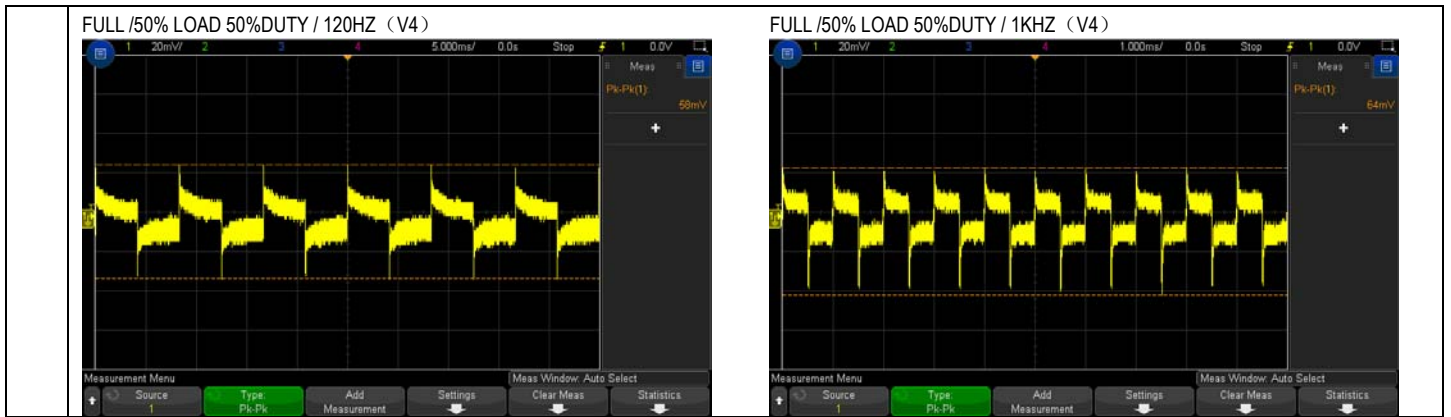 FULL /50% LOAD 50%DUTY / 120HZ（V4）
1 20mV/ 2 3 4 5.000ms/ 0.0s Stop 1 0.0V
Meas
Pk-Pk(1):
58mV
+
Measurement Menu
Meas Window: Auto Select
Source
1
Type:
Pk-Pk
Add
Measurement
Settings
Clear Meas
Statistics
FULL /50% LOAD 50%DUTY / 1KHZ（V4）
1 20mV/ 2 3 4 1.000ms/ 0.0s Stop 1 0.0V
Meas
Pk-Pk(1):
64mV
+
Measurement Menu
Meas Window: Auto Select
Source
1
Type:
Pk-Pk
Add
Measurement
Settings
Clear Meas
Statistics